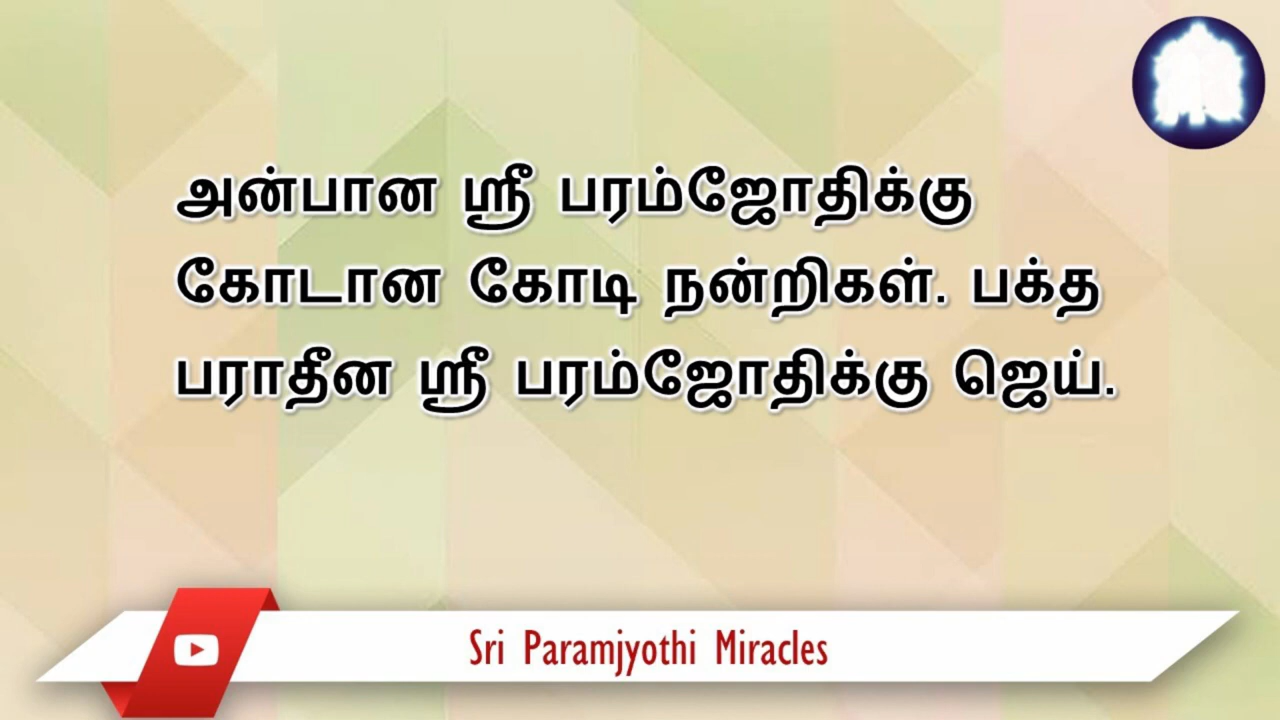 அன்பான ஸ்ரீ பரம்ஜோதிக்கு
கோடான கோடி நன்றிகள். பக்த
பராதீன ஸ்ரீ பரம்ஜோதிக்கு ஜெய்.
Sri Paramjyothi Miracles